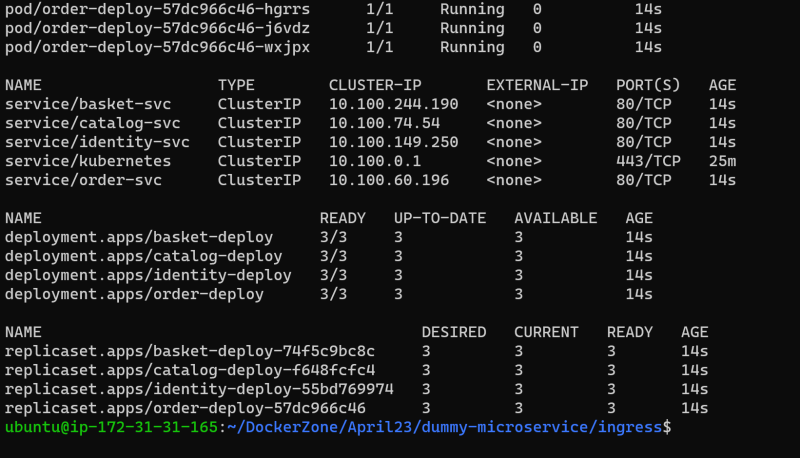 pod/order-deploy-57dc966c46-hgrrs 1/1 Running 0 14s
pod/order-deploy-57dc966c46-j6vdz 1/1 Running 0 14s
pod/order-deploy-57dc966c46-wxjpx 1/1 Running 0 14s
NAME TYPE CLUSTER-IP EXTERNAL-IP PORT(S) AGE
service/basket-svc ClusterIP 10.100.244.190 <none> 80/TCP 14s
service/catalog-svc ClusterIP 10.100.74.54 <none> 80/TCP 14s
service/identity-svc ClusterIP 10.100.149.250 <none> 80/TCP 14s
service/kubernetes ClusterIP 10.100.0.1 <none> 443/TCP 25m
service/order-svc ClusterIP 10.100.60.196 <none> 80/TCP 14s
NAME READY UP-TO-DATE AVAILABLE AGE
deployment.apps/basket-deploy 3/3 3 3 14s
deployment.apps/catalog-deploy 3/3 3 3 14s
deployment.apps/identity-deploy 3/3 3 3 14s
deployment.apps/order-deploy 3/3 3 3 14s
NAME DESIRED CURRENT READY AGE
replicaset.apps/basket-deploy-74f5c9bc8c 3 3 3 14s
replicaset.apps/catalog-deploy-f648fcfc4 3 3 3 14s
replicaset.apps/identity-deploy-55bd769974 3 3 3 14s
replicaset.apps/order-deploy-57dc966c46 3 3 3 14s
ubuntu@ip-172-31-31-165:~/DockerZone/April23/dummy-microservice/ingress$